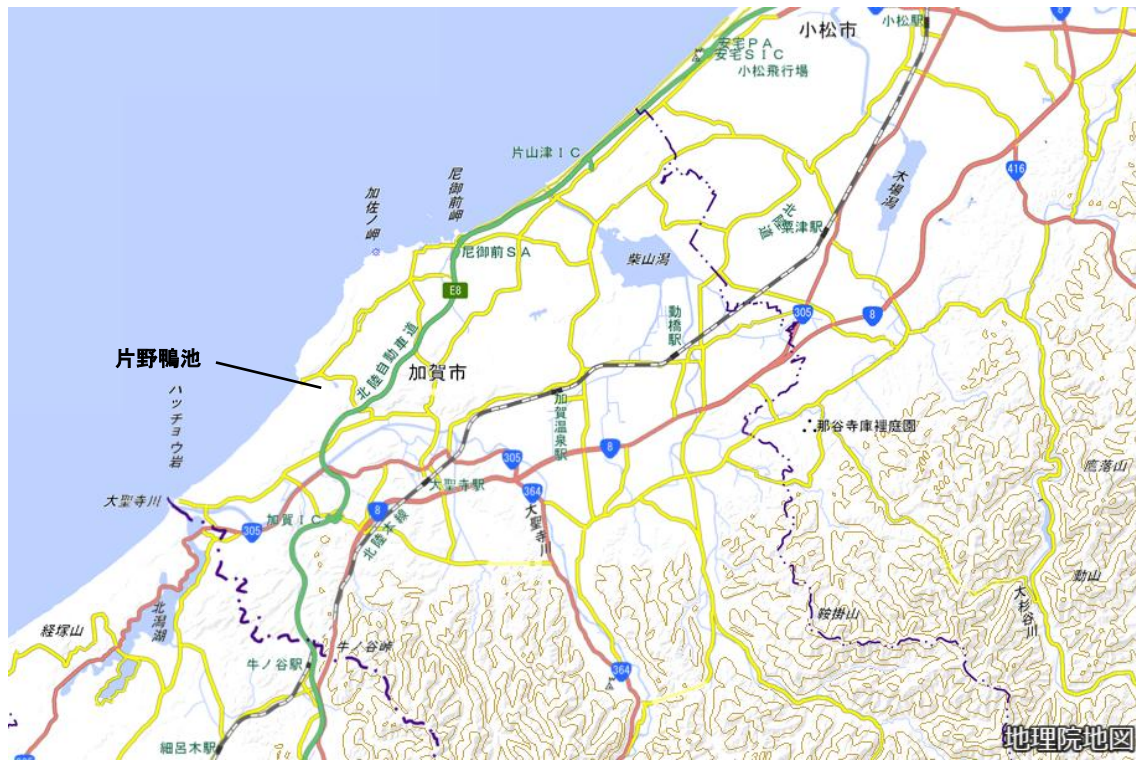 小松市
小松駅
8
安宅ＰＡ
安宅ＳＩＣ
小松飛行場
片山津ＩＣ
416
木場潟
尼御前岬
加佐ノ岬
北陸道
粟津駅
尼御前ＳＡ
柴山潟
E8
305
8
動橋駅
北陸自動車道
片野鴨池
加賀市
ハッチョウ岩
加賀温泉駅
那谷寺庫裡庭園
8
305
鷹落山
大聖寺駅
364
大聖寺川
大聖寺川
8
加賀ＩＣ
305
北陸本線
動山
大杉谷川
北潟湖
鞍掛山
経塚山
牛ノ谷峠
牛ノ谷駅
364
細呂木駅
地理院地図